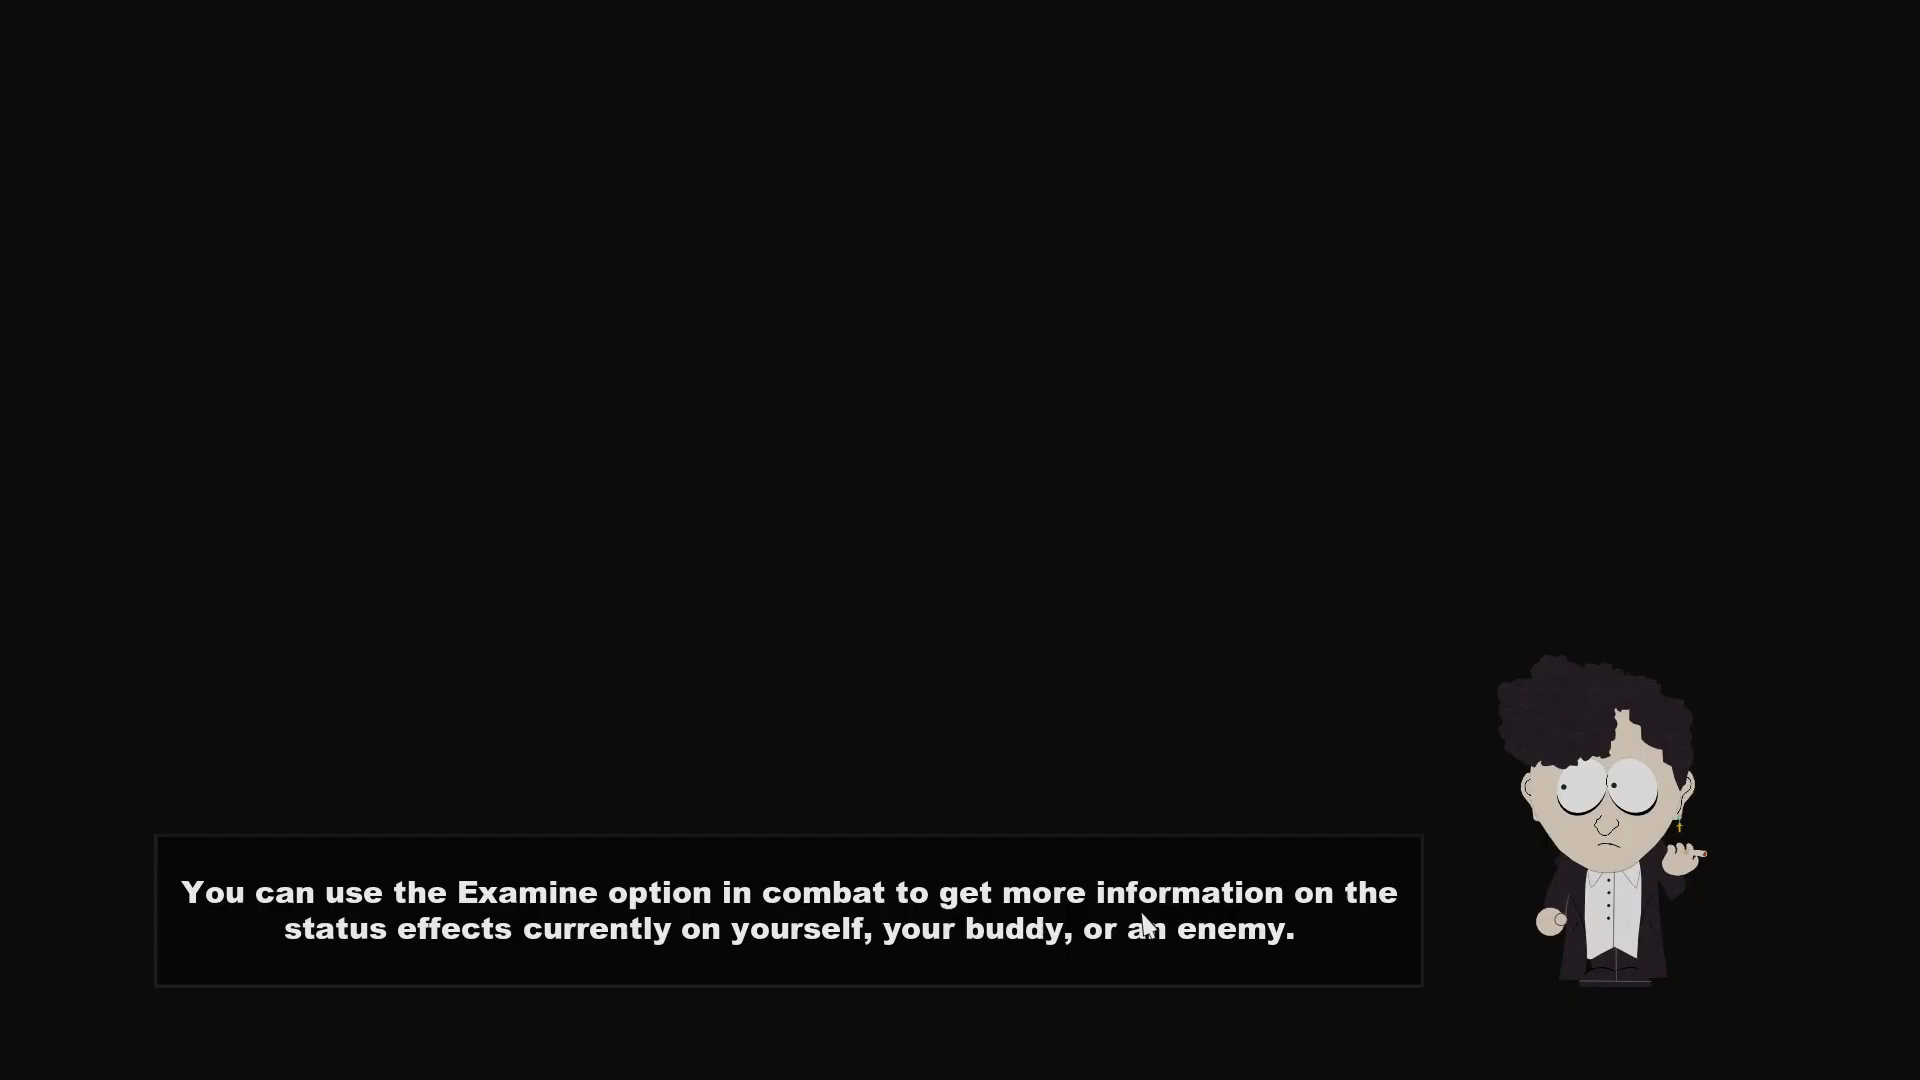 You can use the Examine option in combat to get more information on the
status effects currently on yourself, your buddy, or an enemy.